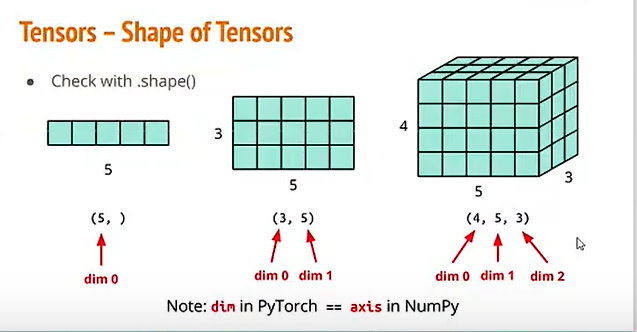 Tensors – Shape of Tensors
• Check with .shape()
5
(5, )
dim 0
3
5
(3, 5)
dim 0 dim 1
4
5
3
(4, 5, 3)
dim 0 dim 1 dim 2
Note: dim in PyTorch == axis in NumPy